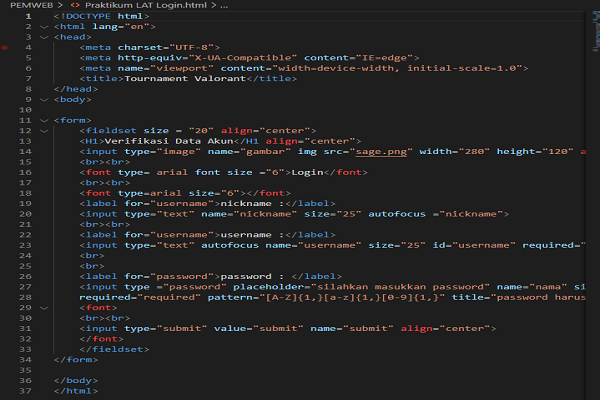 PEMWEB > <> Praktikum LAT Login.html > ...
1 <!DOCTYPE html>
2 <html lang="en">
3 <head>
4 <meta charset="UTF-8">
5 <meta http-equiv="X-UA-Compatible" content="IE=edge">
6 <meta name="viewport" content="width=device-width, initial-scale=1.0">
7 <title>Tournament Valorant</title>
8 </head>
9 <body>
10
11 <form>
12 <fieldset size = "20" align="center">
13 <H1>Verifikasi Data Akun</H1 align="center">
14 <input type="image" name="gambar" img src="sage.png" width="280" height="120" a
15 <br><br>
16 <font type= arial font size ="6">Login</font>
17 <br><br>
18 <font type=arial size="6"></font>
19 <label for="username">nickname :</label>
20 <input type="text" name="nickname" size="25" autofocus ="nickname">
21 <br><br>
22 <label for="username">username :</label>
23 <input type="text" autofocus name="username" size="25" id="username" required="
24 <br>
25 <br>
26 <label for="password">password : </label>
27 <input type ="password" placeholder="silahkan masukkan password" name="nama" si
28 required="required" pattern="[A-Z]{1,}[a-z]{1,}[0-9]{1,}" title="password harus
29 <font>
30 <br><br>
31 <input type="submit" value="submit" name="submit" align="center">
32 </font>
33 </fieldset>
34 </form>
35
36 </body>
37 </html>